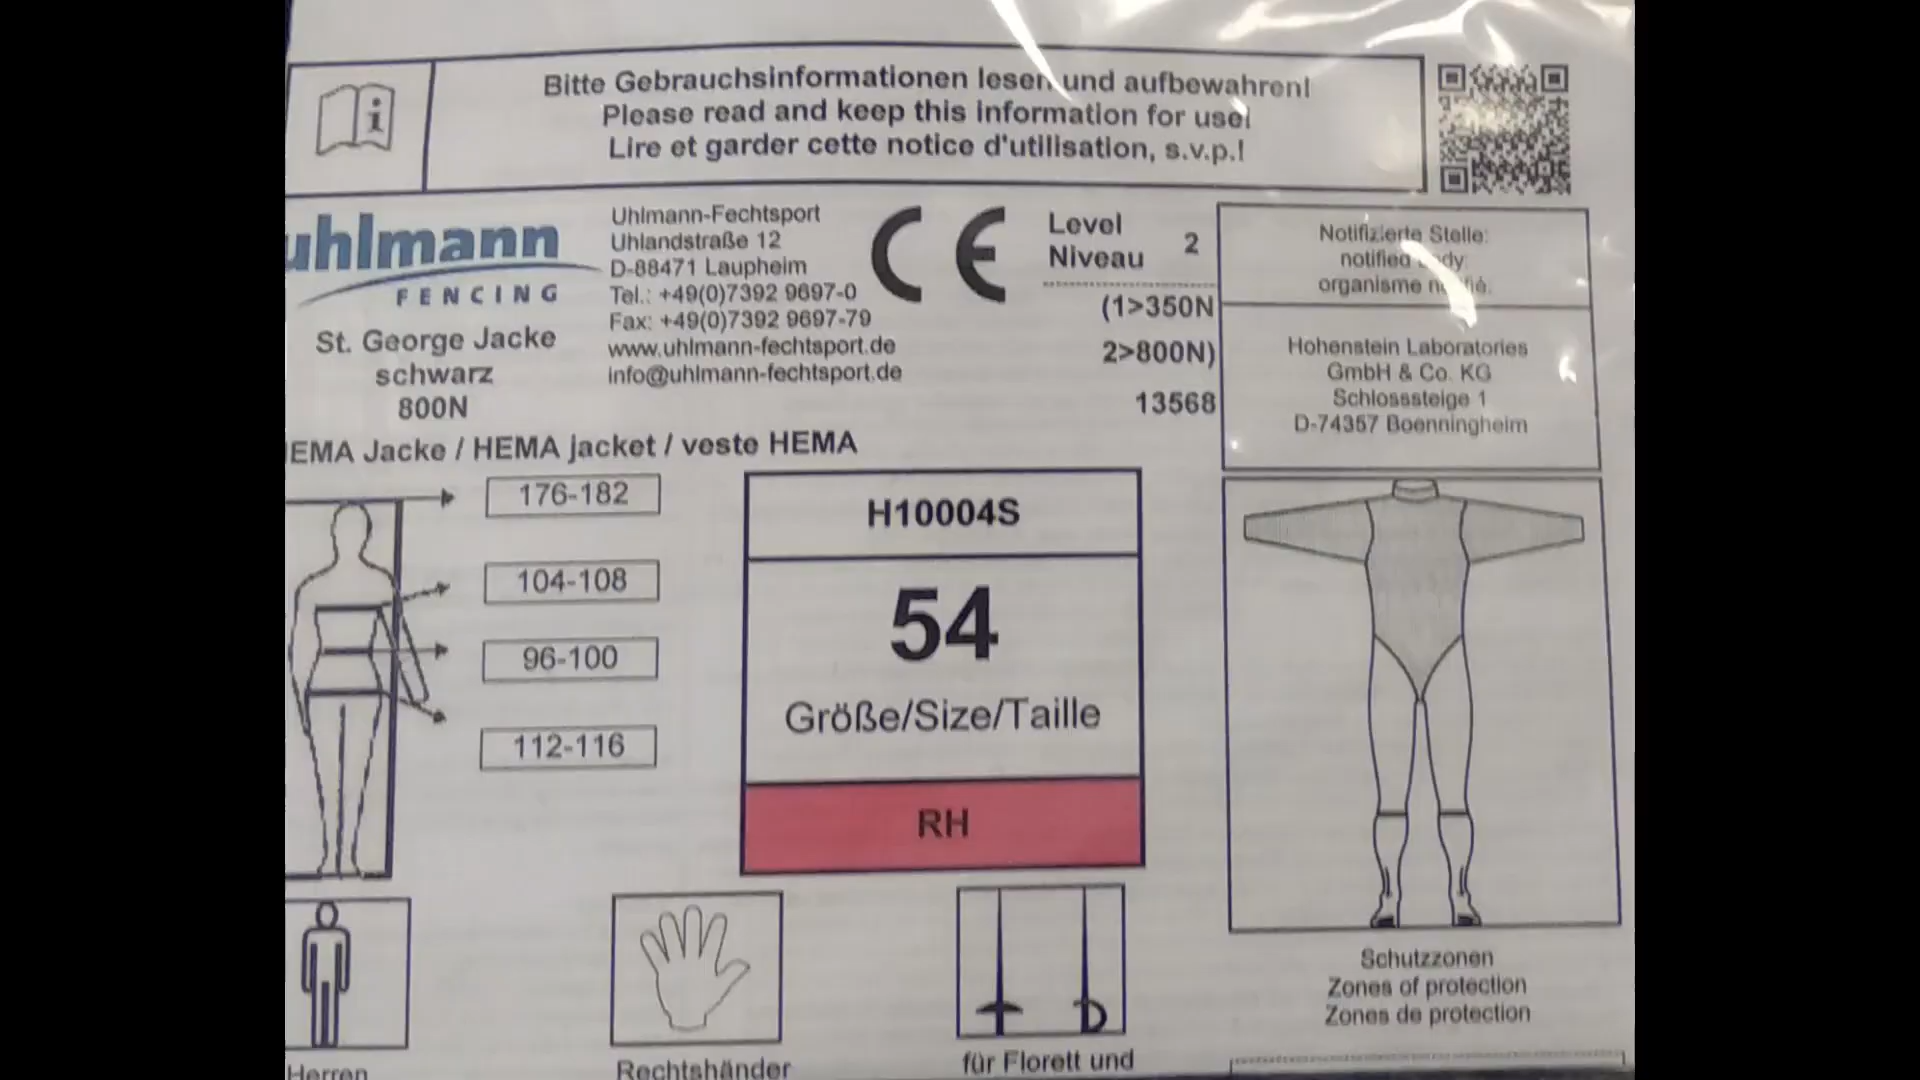 Bitte Gebrauchsinformationen lesen und aufbewahren!
Please read and keep this information for use!
Lire et garder cette notice d'utilisation, s.v.p.!
uhlmann
FENCING
St. George Jacke
schwarz
800N
Uhlmann-Fechtsport
Uhlandstraße 12
D-88471 Laupheim
Tel.: +49(0)7392 9697-0
Fax: +49(0)7392 9697-79
www.uhlmann-fechtsport.de
info@uhlmann-fechtsport.de
CE
Level
Niveau 2
(1>350N
2>800N)
13568
Notifizierte Stelle:
notified
organisme
Hohenstein Laboratories
GmbH & Co. KG
Schlosssteige 1
D-74357 Boenningheim
EMA Jacke / HEMA jacket / veste HEMA
176-182
104-108
96-100
112-116
H10004S
54
Größe/Size/Taille
RH
Schutzzonen
Zones of protection
Zones de protection
Herren
Rechtshänder
für Florett und